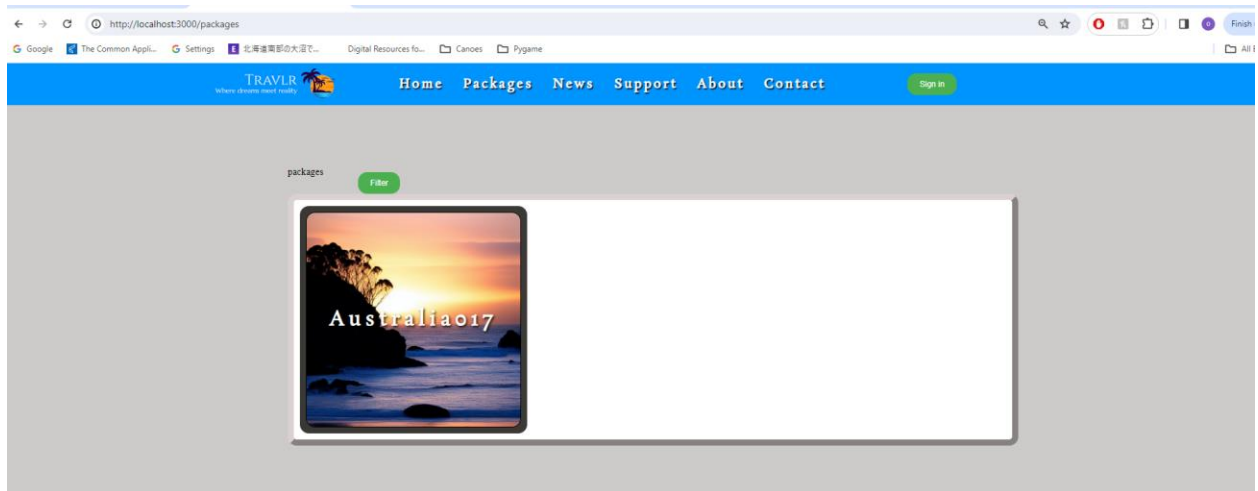 http://localhost:3000/packages
Finish
Google The Common Appli... Settings 北海道南部の大沼で... Digital Resources fo... Canoes Pygame All
TRAVLR
Where dreams meet reality
Home Packages News Support About Contact Sign in
packages
Filter
Australia017